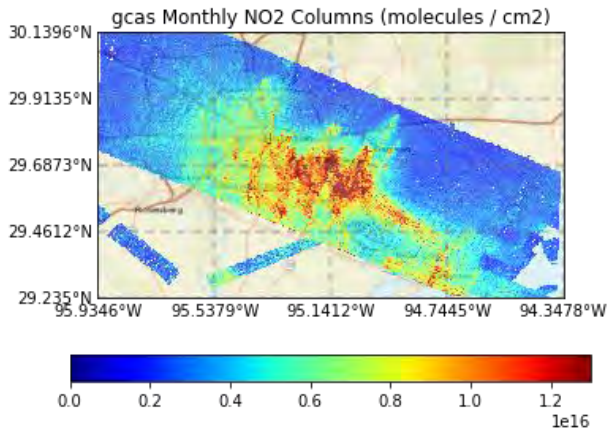 gcas Monthly NO2 Columns (molecules / cm2)
30.1396°N
29.9135°N
29.6873°N
29.4612°N
29.235°N
Rosenberg
95.9346°W 95.5379°W 95.1412°W 94.7445°W 94.3478°W
0.0 0.2 0.4 0.6 0.8 1.0 1.2
1e16